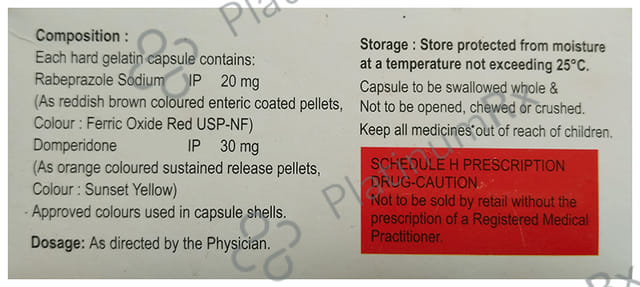 Composition :
Each hard gelatin capsule contains:
Rabeprazole Sodium IP 20 mg
(As reddish brown coloured enteric coated pellets,
Colour : Ferric Oxide Red USP-NF)
Domperidone IP 30 mg
(As orange coloured sustained release pellets,
Colour : Sunset Yellow)
Approved colours used in capsule shells.
Dosage: As directed by the Physician.
Storage : Store protected from moisture
at a temperature not exceeding 25°C.
Capsule to be swallowed whole &
Not to be opened, chewed or crushed.
Keep all medicines out of reach of children.
SCHEDULE H PRESCRIPTION
DRUG-CAUTION
Not to be sold by retail without the
prescription of a Registered Medical
Practitioner.
PlatinumRx